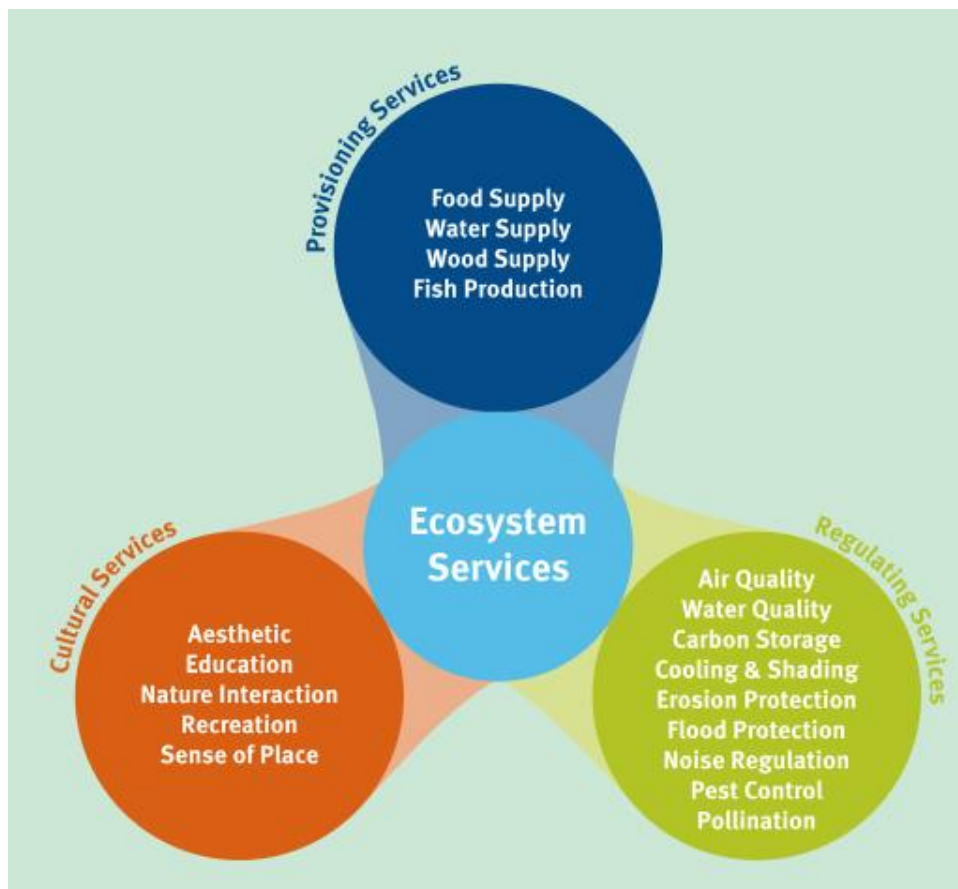 Provisioning Services
Food Supply
Water Supply
Wood Supply
Fish Production
Ecosystem
Services
Cultural Services
Aesthetic
Education
Nature Interaction
Recreation
Sense of Place
Regulating Services
Air Quality
Water Quality
Carbon Storage
Cooling & Shading
Erosion Protection
Flood Protection
Noise Regulation
Pest Control
Pollination